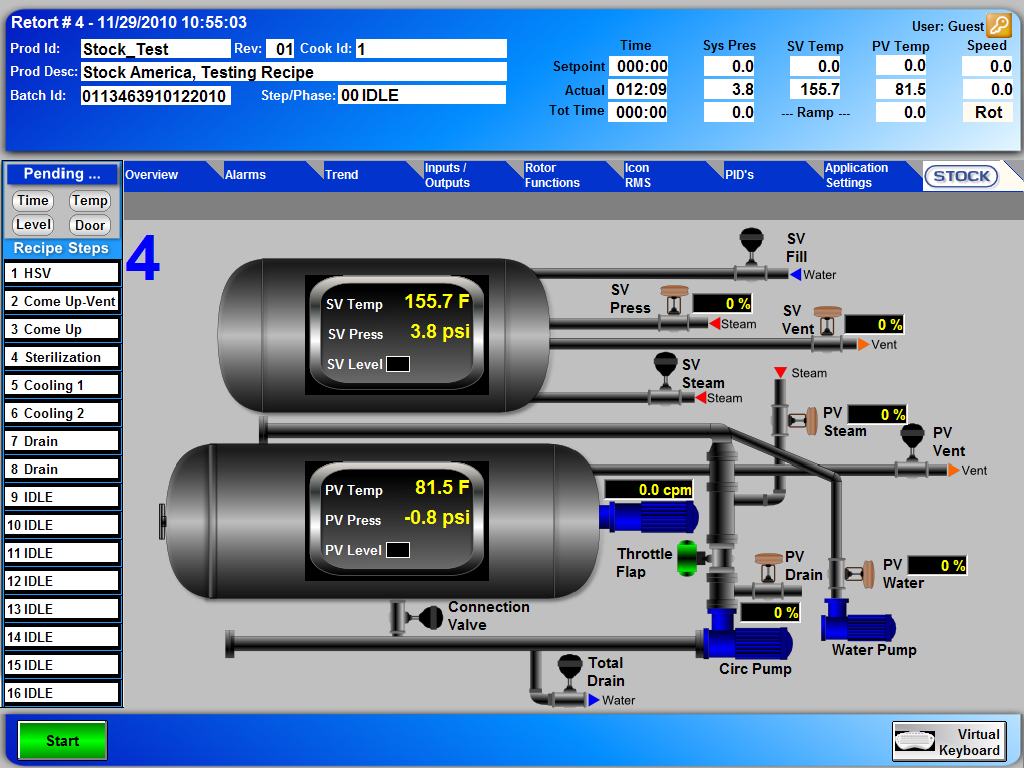 Retort # 4 - 11/29/2010 10:55:03
User: Guest
Prod Id: Stock_Test Rev: 01 Cook Id: 1
Prod Desc: Stock America, Testing Recipe
Batch Id: 0113463910122010 Step/Phase: 00 IDLE
Time Sys Pres SV Temp PV Temp Speed
Setpoint 000:00 0.0 0.0 0.0 0.0
Actual 012:09 3.8 155.7 81.5 0.0
Tot Time 000:00 0.0 --- Ramp --- 0.0 Rot
Pending ...
Time Temp
Level Door
Recipe Steps
1 HSV
2 Come Up-Vent
3 Come Up
4 Sterilization
5 Cooling 1
6 Cooling 2
7 Drain
8 Drain
9 IDLE
10 IDLE
11 IDLE
12 IDLE
13 IDLE
14 IDLE
15 IDLE
16 IDLE
Overview
Alarms
Trend
Inputs /
Outputs
Rotor
Functions
Icon
RMS
PID's
Application
Settings
STOCK
4
SV Temp 155.7 F
SV Press 3.8 psi
SV Level
SV
Fill
Water
SV
Press
0 %
Steam
SV
Vent
0 %
Vent
SV
Steam
Steam
Steam
PV
Steam
0 %
PV
Vent
Vent
PV Temp 81.5 F
PV Press -0.8 psi
PV Level
0.0 cpm
Throttle
Flap
PV
Drain
0 %
PV
Water
0 %
Connection
Valve
Circ Pump
Water Pump
Total
Drain
Water
Start
Virtual
Keyboard